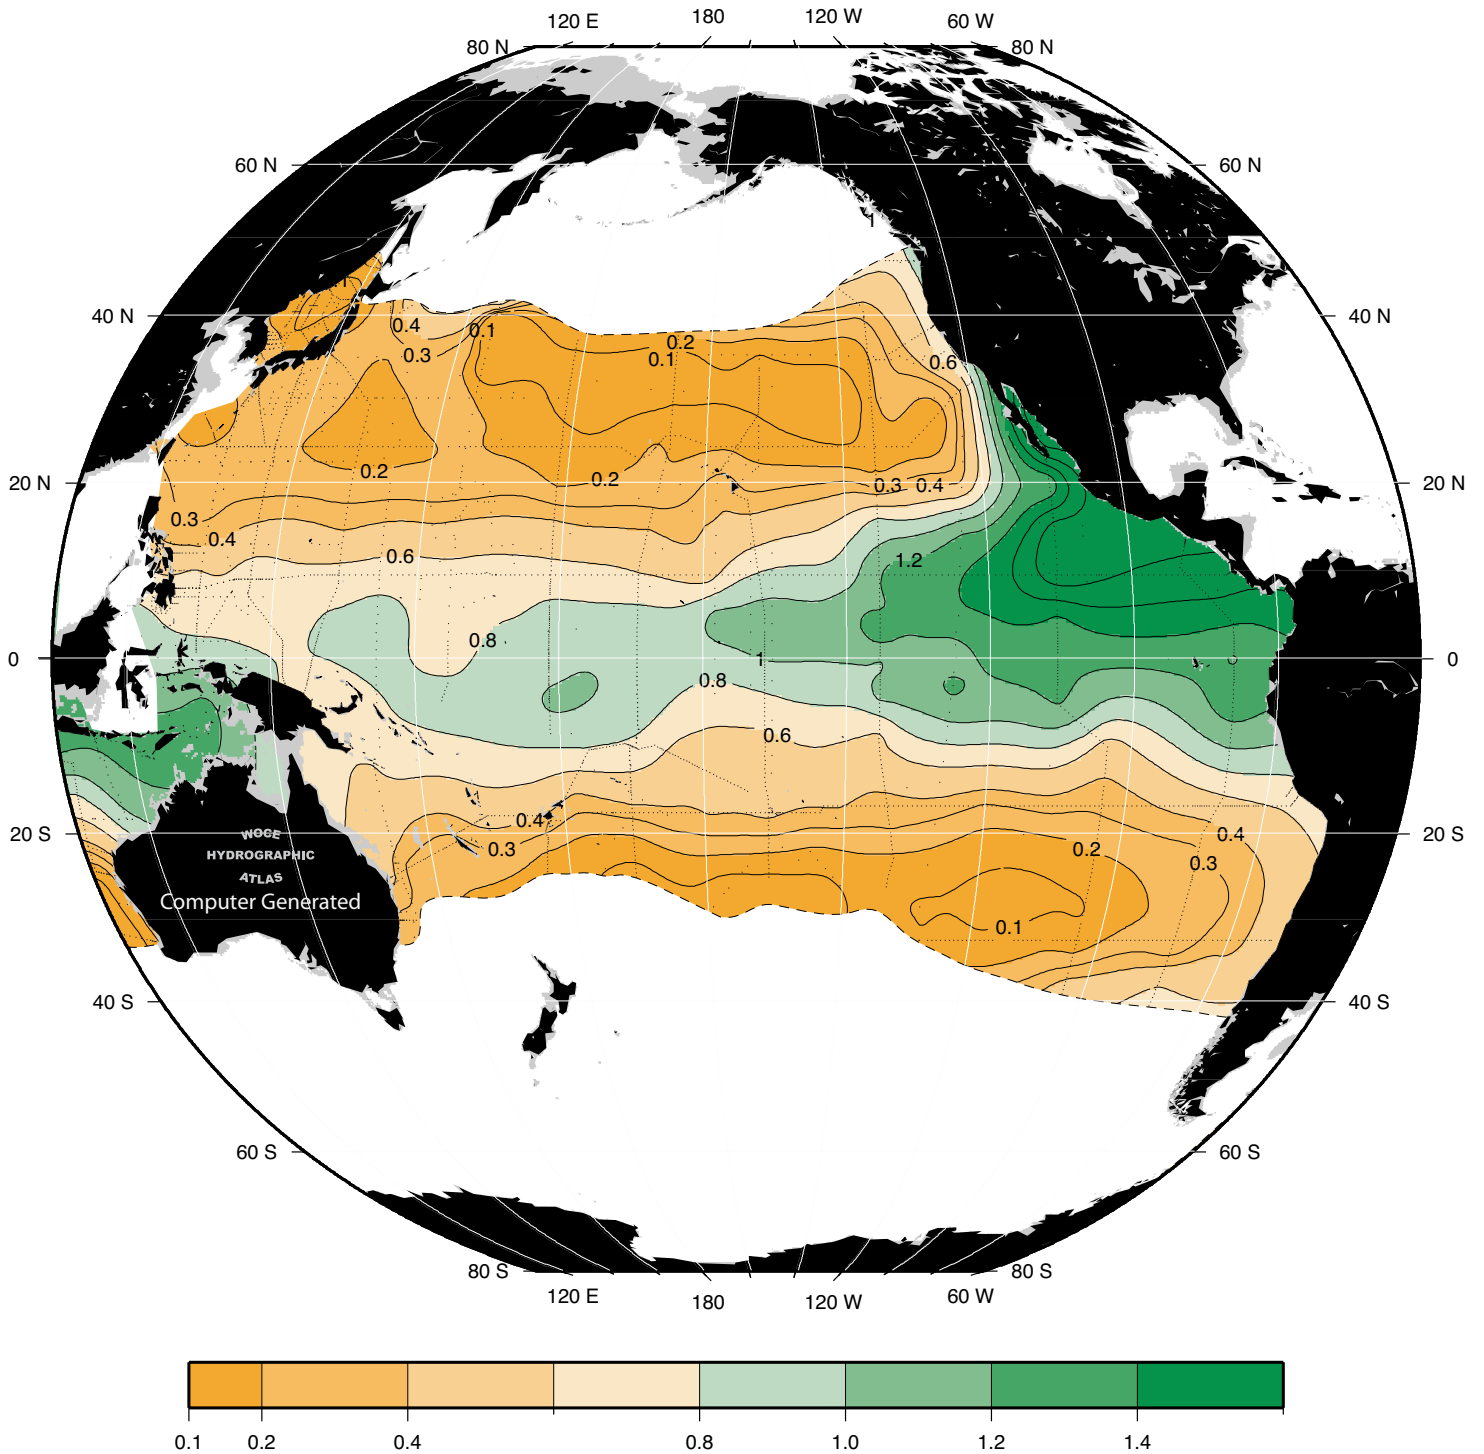 120 E 180 120 W 60 W
80 N 80 N
60 N 60 N
1
40 N 0.4 0.1 40 N
0.3 0.2
0.1 0.6
0.2 0.2
20 N 0.3 0.4 20 N
0.3
0.4
0.6 1.2
0.8
0 1 0
0.8
0.6
20 S 0.4 0.4 20 S
WOCE
0.3 0.2 0.3
HYDROGRAPHIC
ATLAS
Computer Generated
0.1
40 S 40 S
60 S 60 S
80 S 80 S
120 E 180 120 W 60 W
0.1 0.2 0.4 0.8 1.0 1.2 1.4